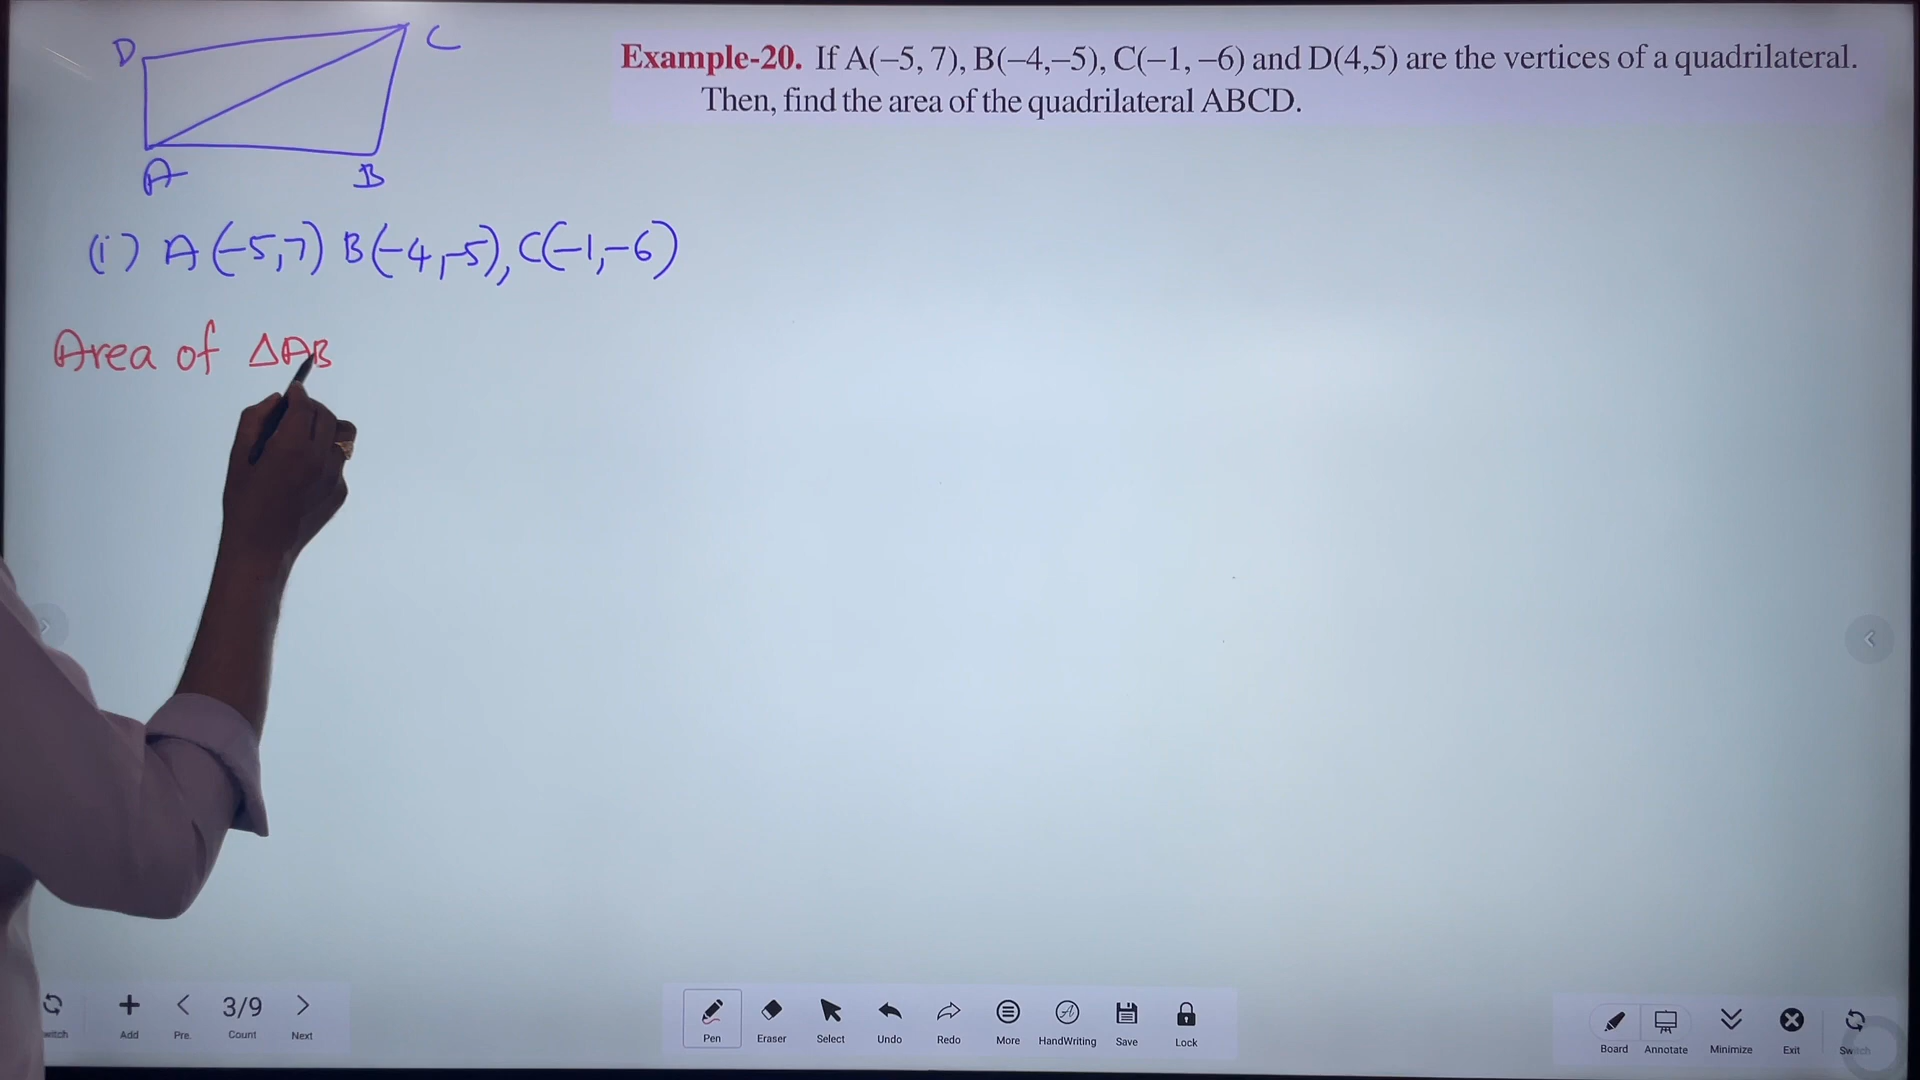 D
C
A
B
Example-20. If A(−5, 7), B(−4,−5), C(−1, −6) and D(4,5) are the vertices of a quadrilateral.
Then, find the area of the quadrilateral ABCD.
(i) A(-5,7) B(-4,-5), C(-1,-6)
Area of ΔAB
Add
Pre.
3/9
Count
Next
Pen
Eraser
Select
Undo
Redo
More
HandWriting
Save
Lock
Board
Annotate
Minimize
Exit